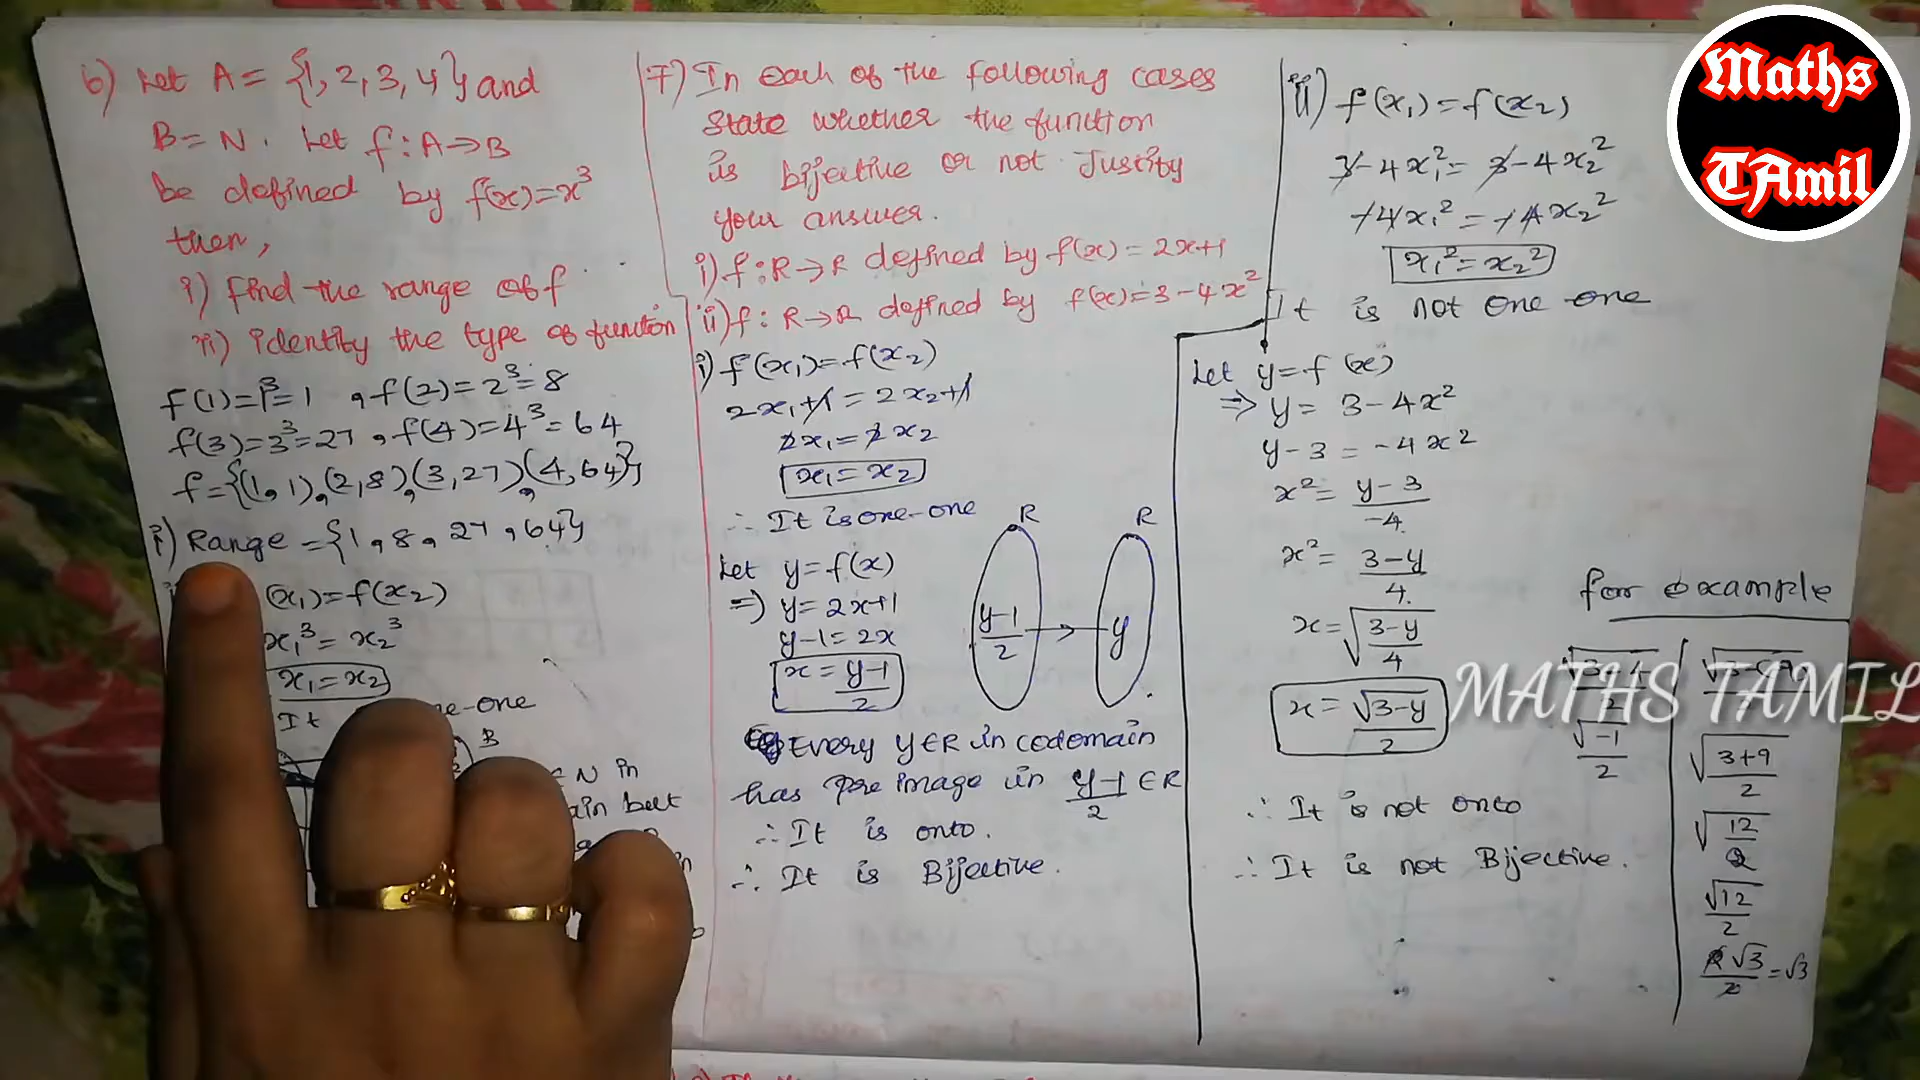 6) Let A = {1, 2, 3, 4} and
B = N. Let f : A → B
be defined by f(x) = x³
then,
i) find the range of f
ii) identity the type of function
f(1) = 1³ = 1 , f(2) = 2³ = 8
f(3) = 3³ = 27 , f(4) = 4³ = 64
f = {(1,1),(2,8),(3,27),(4,64)}
i) Range = {1, 8, 27, 64}
(x₁) = f(x₂)
x₁³ = x₂³
x₁ = x₂
It
ne-one
B
N in
ain but
7) In each of the following cases
State whether the function
is bijective or not. Justity
your answer.
i) f : R → R defined by f(x) = 2x+1
ii) f : R → R defined by f(x) = 3 - 4x²
i) f(x₁) = f(x₂)
2x₁+1 = 2x₂+1
2x₁ = 2x₂
x₁ = x₂
∴ It is one-one
Let y = f(x)
⇒ y = 2x+1
y-1 = 2x
x = y-1/2
R R
y-1/2 → y
Every y∈R in codomain
has pre image in y-1/2 ∈ R
∴ It is onto.
∴ It is Bijective.
ii) f(x₁) = f(x₂)
3-4x₁² = 3-4x₂²
-4x₁² = -4x₂²
x₁² = x₂²
It is not one-one
Let y = f(x)
⇒ y = 3-4x²
y-3 = -4x²
x² = y-3/-4
x² = 3-y/4
x = √3-y/4
x = √3-y/2
∴ It is not onto
∴ It is not Bijective.
for example
√3-4/2
√-1/2
√3+9/2
√12/2
√12/2
2√3/2 = √3
Maths
TAmil
MATHS TAMIL